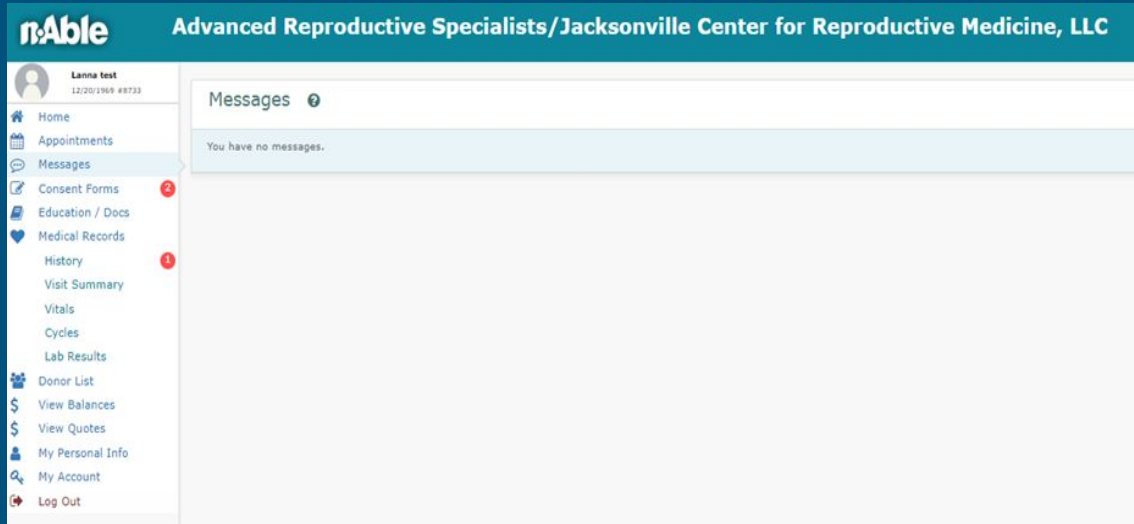 nAble
Advanced Reproductive Specialists/Jacksonville Center for Reproductive Medicine, LLC
Lanna test
12/20/1969 #8733
Home
Appointments
Messages
Consent Forms 2
Education / Docs
Medical Records
History 1
Visit Summary
Vitals
Cycles
Lab Results
Donor List
$ View Balances
$ View Quotes
My Personal Info
My Account
Log Out
Messages ?
You have no messages.